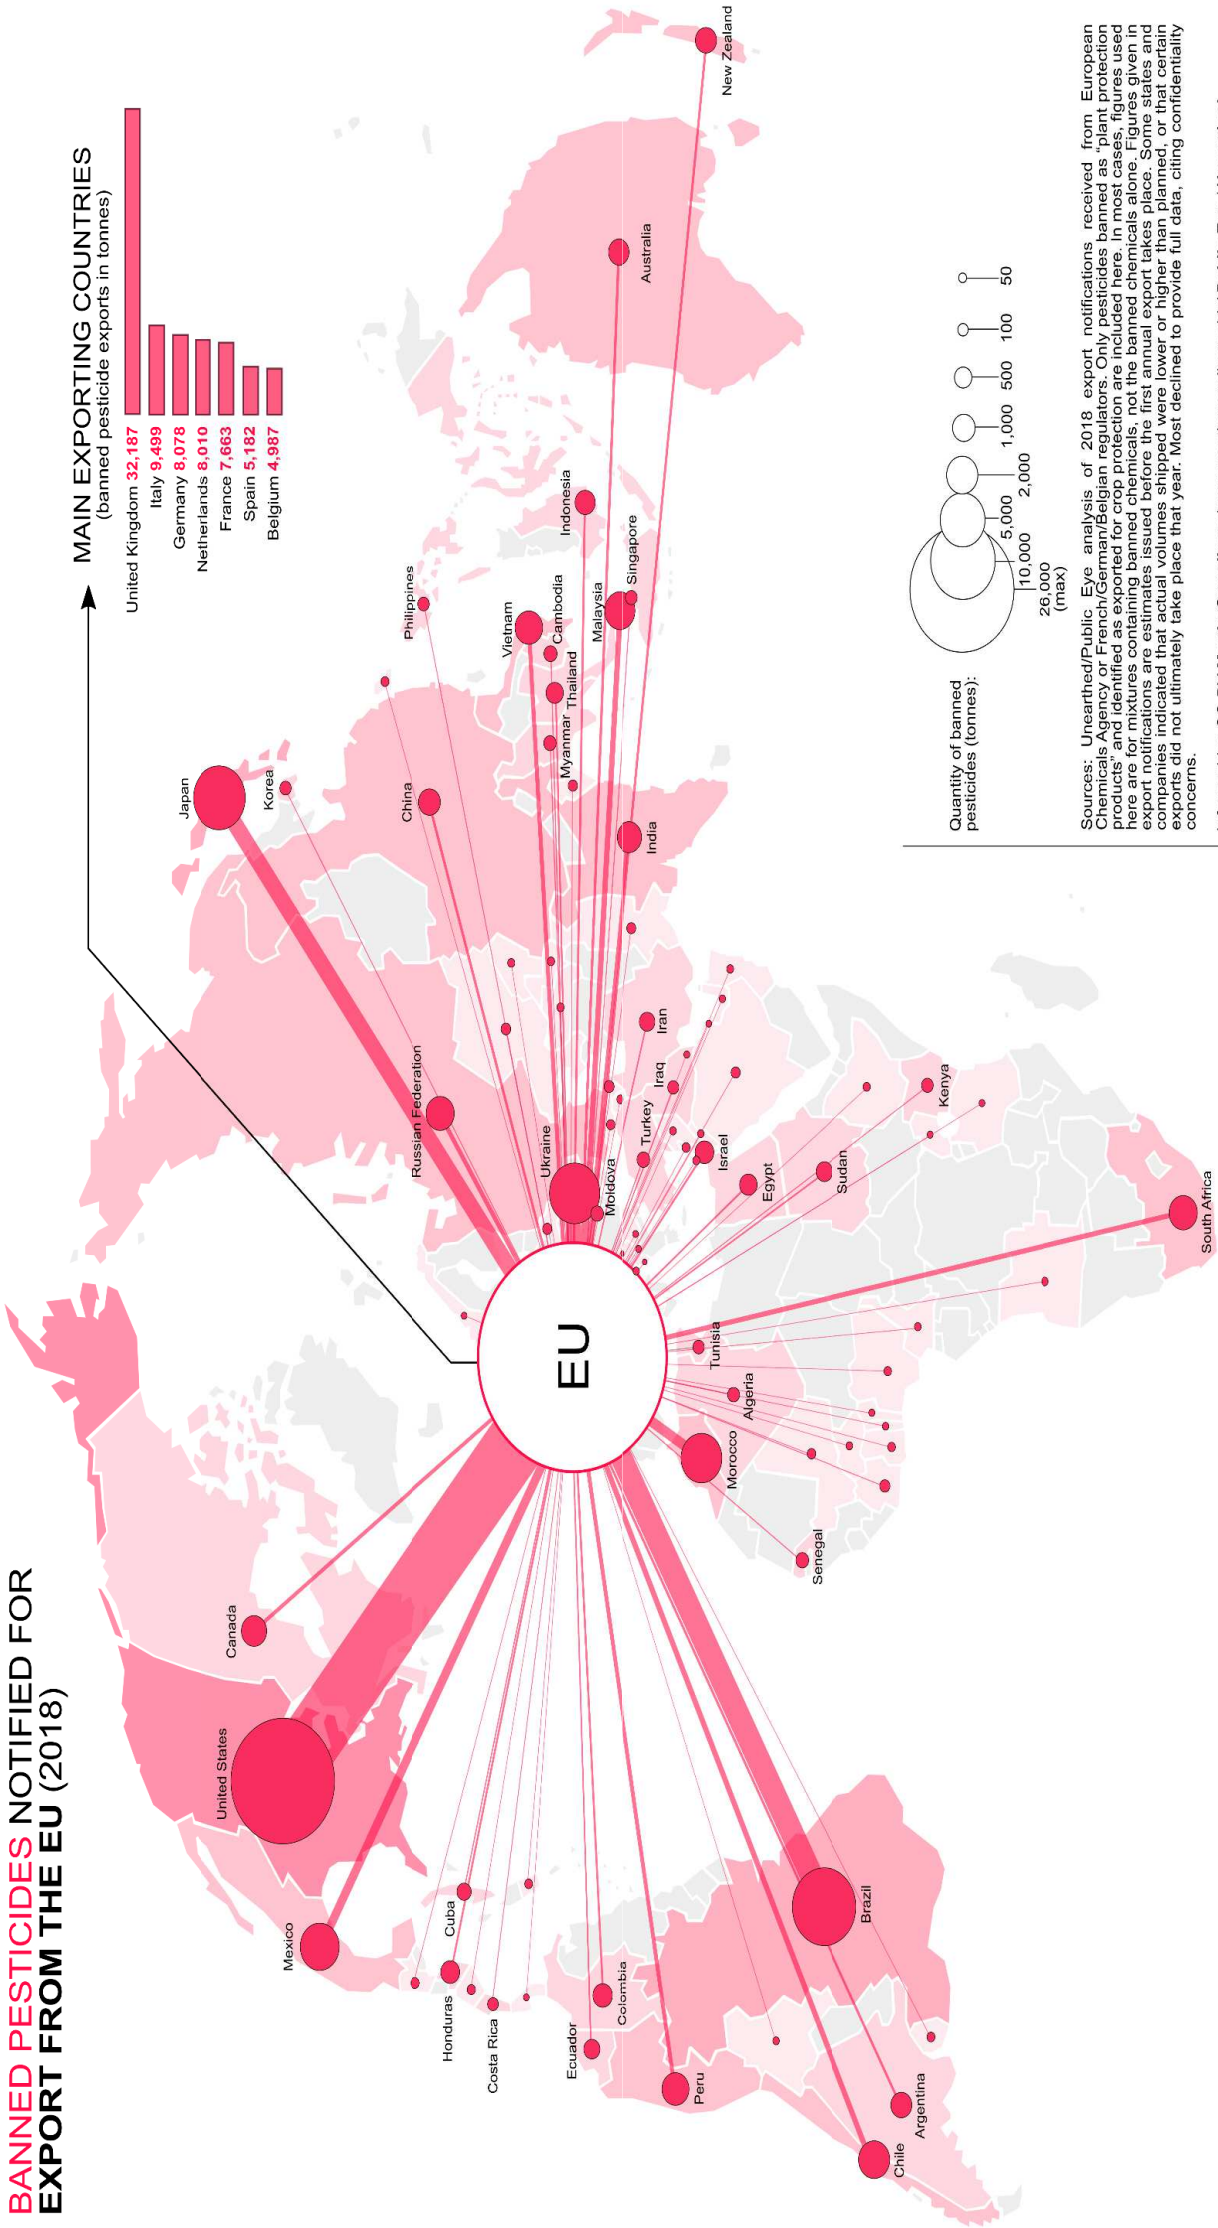 BANNED PESTICIDES NOTIFIED FOR
EXPORT FROM THE EU (2018)
MAIN EXPORTING COUNTRIES
(banned pesticide exports in tonnes)
United Kingdom 32,187
Italy 9,499
Germany 8,078
Netherlands 8,010
France 7,663
Spain 5,182
Belgium 4,987
Canada
United States
Mexico
Cuba
Honduras
Costa Rica
Ecuador
Colombia
Peru
Brazil
Chile
Argentina
EU
Japan
Korea
Russian Federation
China
Philippines
Ukraine
Moldova
Vietnam
Cambodia
Thailand
Myanmar
Indonesia
Malaysia
Singapore
India
Australia
New Zealand
Iran
Iraq
Turkey
Israel
Egypt
Sudan
Kenya
Tunisia
Algeria
Morocco
Senegal
South Africa
Quantity of banned
pesticides (tonnes):
26,000
(max)
10,000
5,000
2,000
1,000
500
100
50
Sources: Unearthed/Public Eye analysis of 2018 export notifications received from European
Chemicals Agency or French/German/Belgian regulators. Only pesticides banned as “plant protection
products” and identified as exported for crop protection are included here. In most cases, figures used
here are for mixtures containing banned chemicals, not the banned chemicals alone. Figures given in
export notifications are estimates issued before the first annual export takes place. Some states and
companies indicated that actual volumes shipped were lower or higher than planned, or that certain
exports did not ultimately take place that year. Most declined to provide full data, citing confidentiality
concerns.